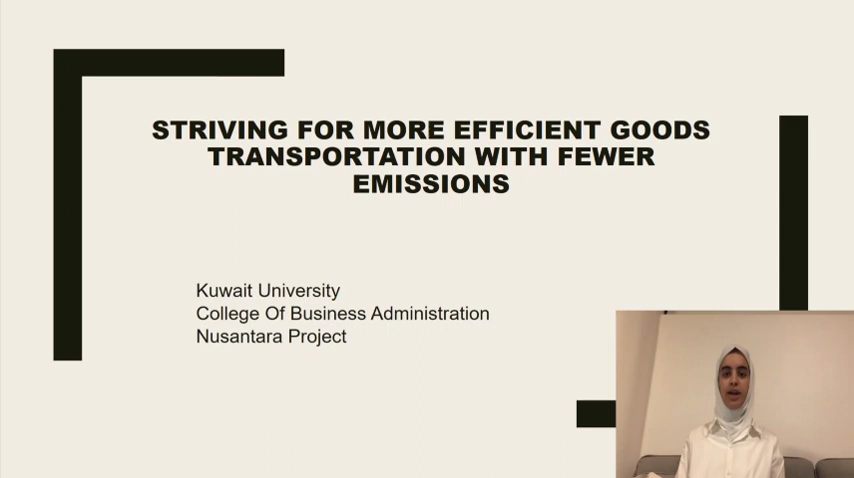 STRIVING FOR MORE EFFICIENT GOODS
TRANSPORTATION WITH FEWER
EMISSIONS
Kuwait University
College Of Business Administration
Nusantara Project